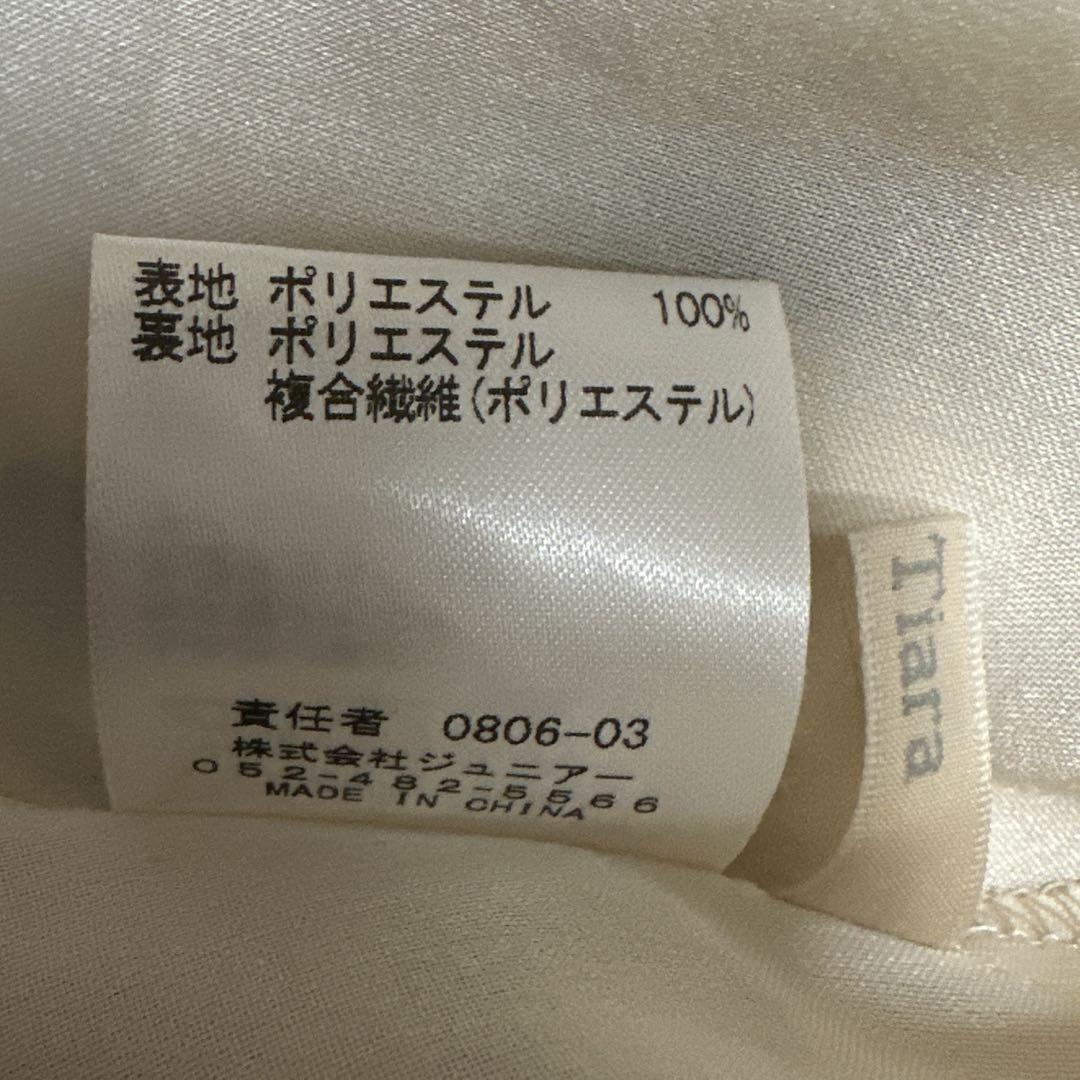 表地 ポリエステル 100%
裏地 ポリエステル
複合繊維(ポリエステル)
責任者 0806-03
株式会社ジュニアー
052-482-5566
MADE IN CHINA
Tiara